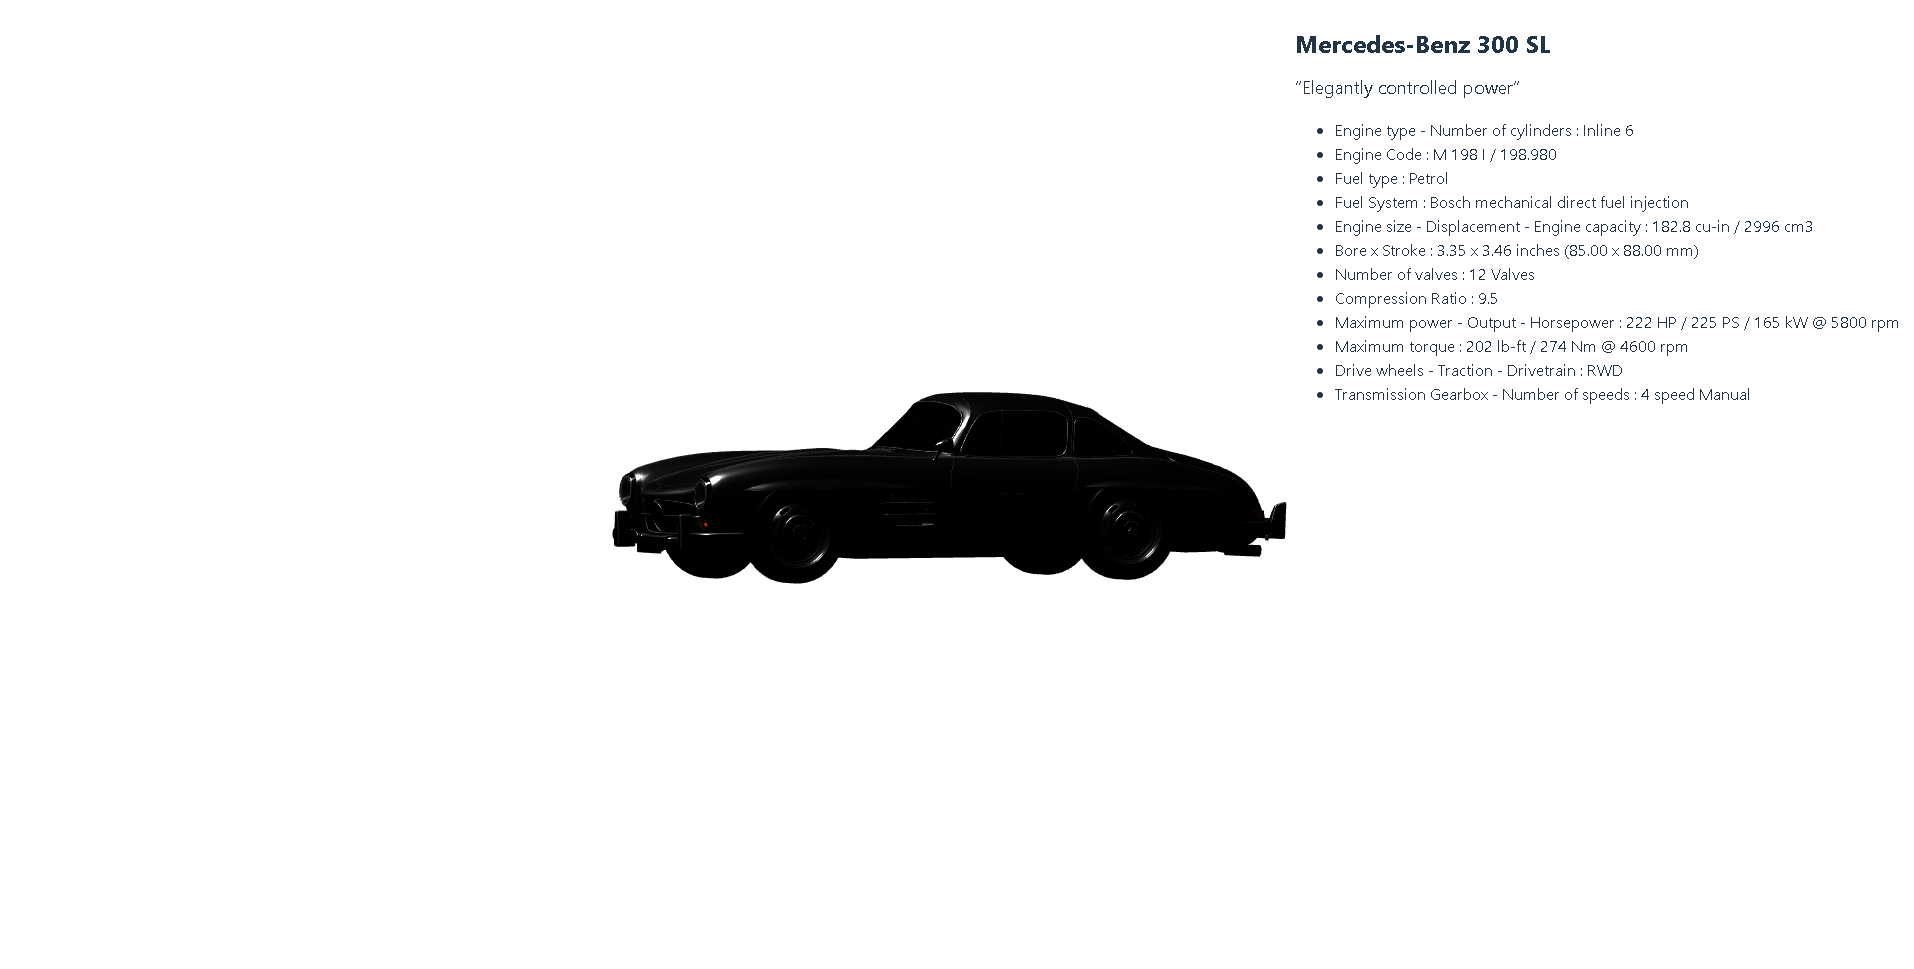 Mercedes-Benz 300 SL
“Elegantly controlled power”
• Engine type - Number of cylinders : Inline 6
• Engine Code : M 198 I / 198.980
• Fuel type : Petrol
• Fuel System : Bosch mechanical direct fuel injection
• Engine size - Displacement - Engine capacity : 182.8 cu-in / 2996 cm3
• Bore x Stroke : 3.35 x 3.46 inches (85.00 x 88.00 mm)
• Number of valves : 12 Valves
• Compression Ratio : 9.5
• Maximum power - Output - Horsepower : 222 HP / 225 PS / 165 kW @ 5800 rpm
• Maximum torque : 202 lb-ft / 274 Nm @ 4600 rpm
• Drive wheels - Traction - Drivetrain : RWD
• Transmission Gearbox - Number of speeds : 4 speed Manual